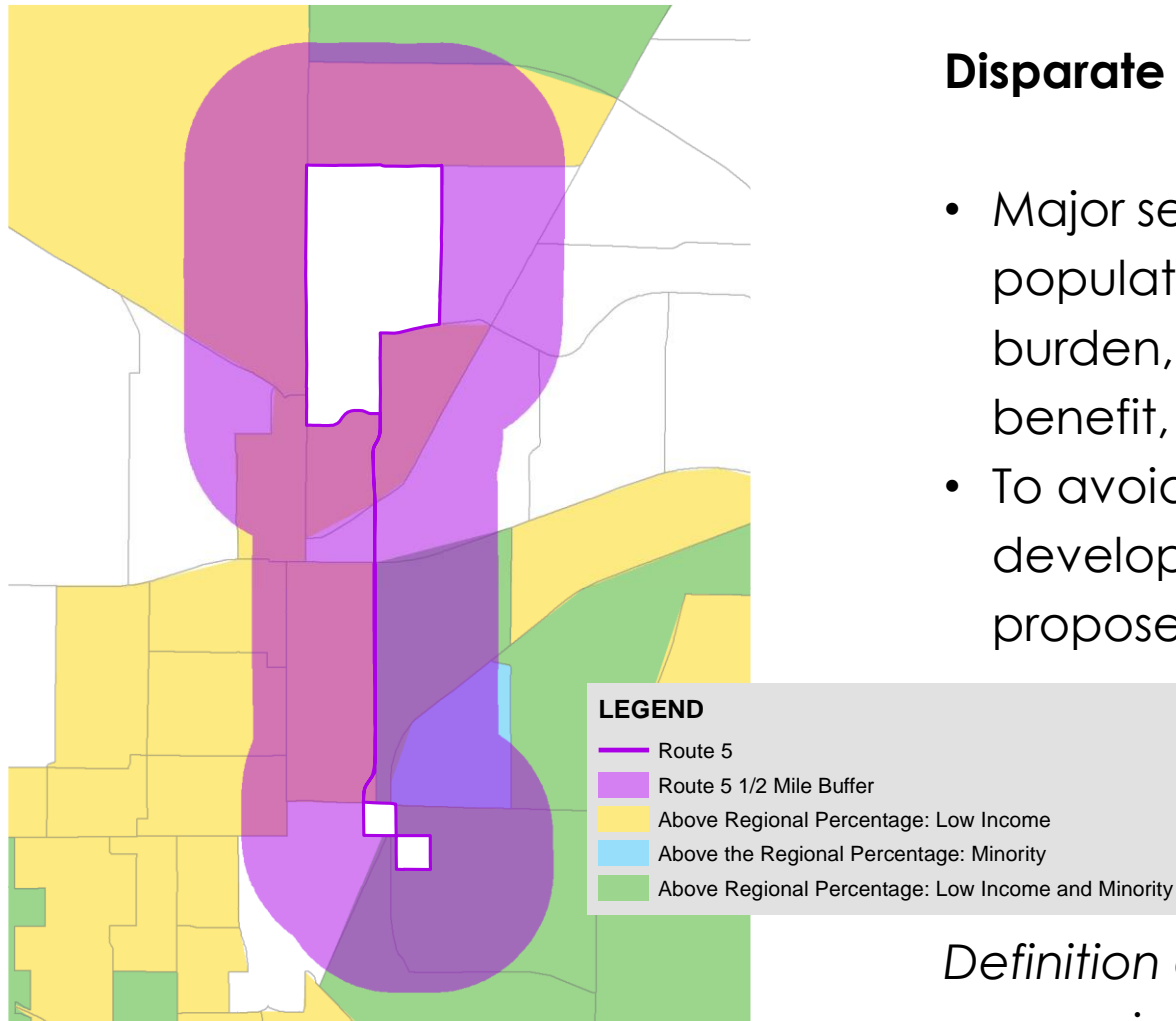 Disparate
• Major se
populat
burden,
benefit,
• To avoid
develop
propose
LEGEND
Route 5
Route 5 1/2 Mile Buffer
Above Regional Percentage: Low Income
Above the Regional Percentage: Minority
Above Regional Percentage: Low Income and Minority
Definition